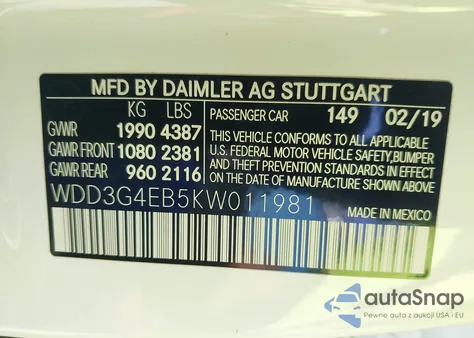 MFD BY DAIMLER AG STUTTGART
KG LBS PASSENGER CAR 149 02/19
GVWR 1990 4387
GAWR FRONT 1080 2381
GAWR REAR 960 2116
THIS VEHICLE CONFORMS TO ALL APPLICABLE
U.S. FEDERAL MOTOR VEHICLE SAFETY, BUMPER
AND THEFT PREVENTION STANDARDS IN
EFFECT ON THE DATE
OF MANUFACTURE SHOWN ABOVE.
WDD3G4EB5KW011981
MADE IN MEXICO
autoSnap
Pewne auta z aukcji USA i EU